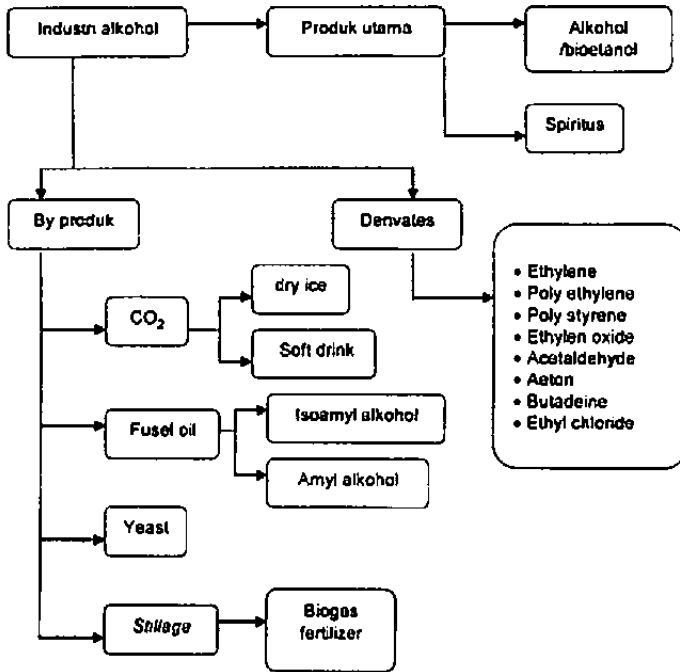 Industri alkohol
Produk utama
Alkohol
/bioetanol
Spiritus
By produk
Derivates
dry ice
CO₂
Soft drink
Isoamyl alkohol
Fusel oil
Amyl alkohol
Yeast
Stillage
Biogas
fertilizer
• Ethylene
• Poly ethylene
• Poly styrene
• Ethylen oxide
• Acetaldehyde
• Aeton
• Butadeine
• Ethyl chloride